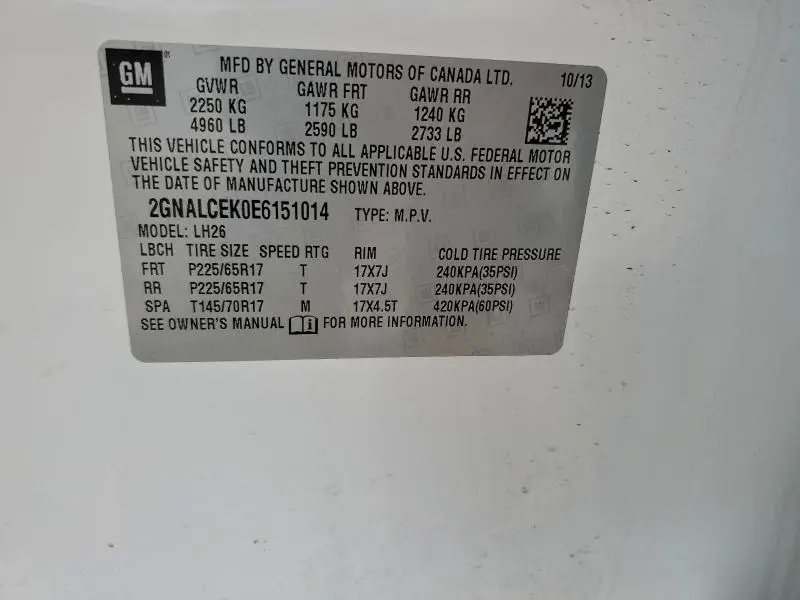 GM MFD BY GENERAL MOTORS OF CANADA LTD. 10/13
GVWR GAWR FRT GAWR RR
2250 KG 1175 KG 1240 KG
4960 LB 2590 LB 2733 LB
THIS VEHICLE CONFORMS TO ALL APPLICABLE U.S. FEDERAL MOTOR
VEHICLE SAFETY AND THEFT PREVENTION STANDARDS IN EFFECT ON
THE DATE OF MANUFACTURE SHOWN ABOVE.
2GNALCEK0E6151014 TYPE: M.P.V.
MODEL: LH26
LBCH TIRE SIZE SPEED RTG RIM COLD TIRE PRESSURE
FRT P225/65R17 T 17X7J 240KPA(35PSI)
RR P225/65R17 T 17X7J 240KPA(35PSI)
SPA T145/70R17 M 17X4.5T 420KPA(60PSI)
SEE OWNER'S MANUAL i FOR MORE INFORMATION.